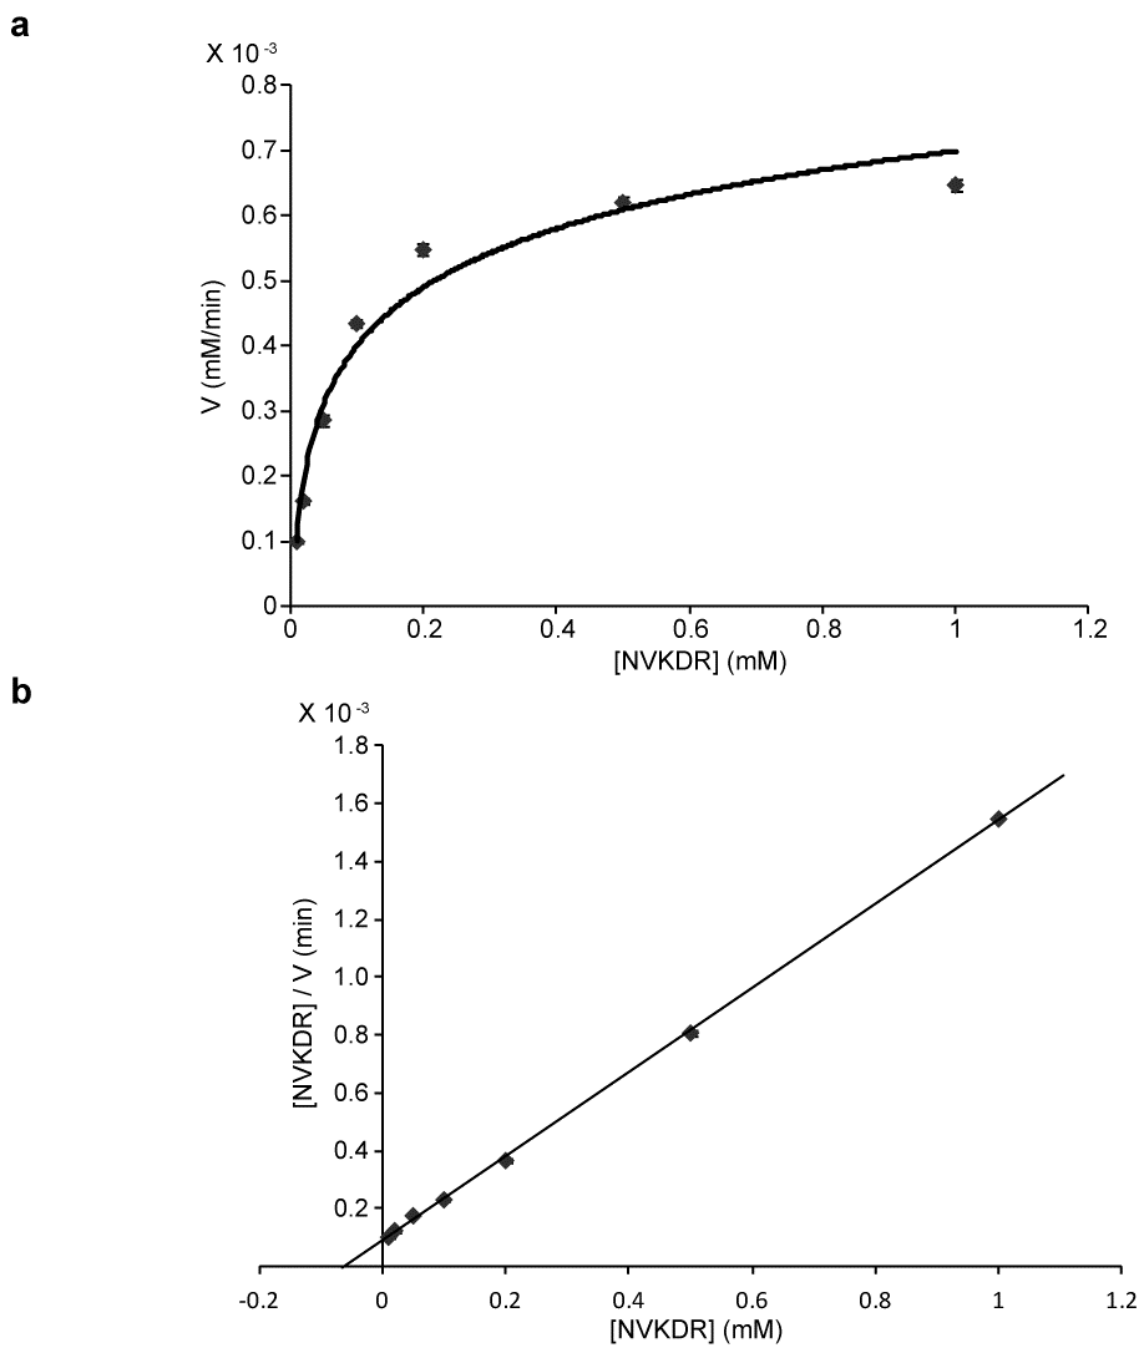 a
X 10 -3
0.8
0.7
0.6
0.5
0.4
0.3
0.2
0.1
0
V (mM/min)
0 0.2 0.4 0.6 0.8 1 1.2
[NVKDR] (mM)
b
X 10 -3
1.8
1.6
1.4
1.2
1.0
0.8
0.6
0.4
0.2
[NVKDR] / V (min)
-0.2 0 0.2 0.4 0.6 0.8 1 1.2
[NVKDR] (mM)